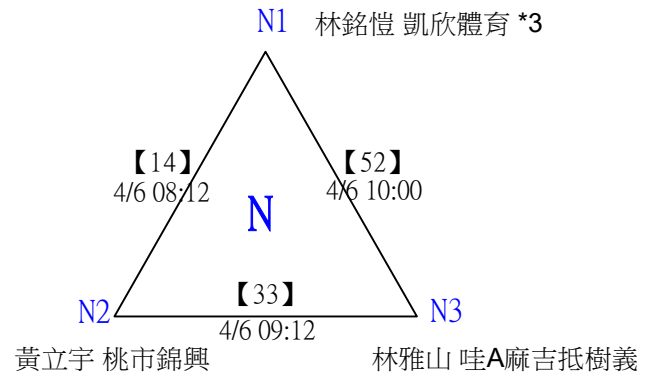 N1 林銘愷 凱欣體育 *3
【14】 【52】
4/6 08:12 4/6 10:00
N
【33】
N2 N3
4/6 09:12
黃立宇 桃市錦興 林雅山 哇A麻吉抵樹義